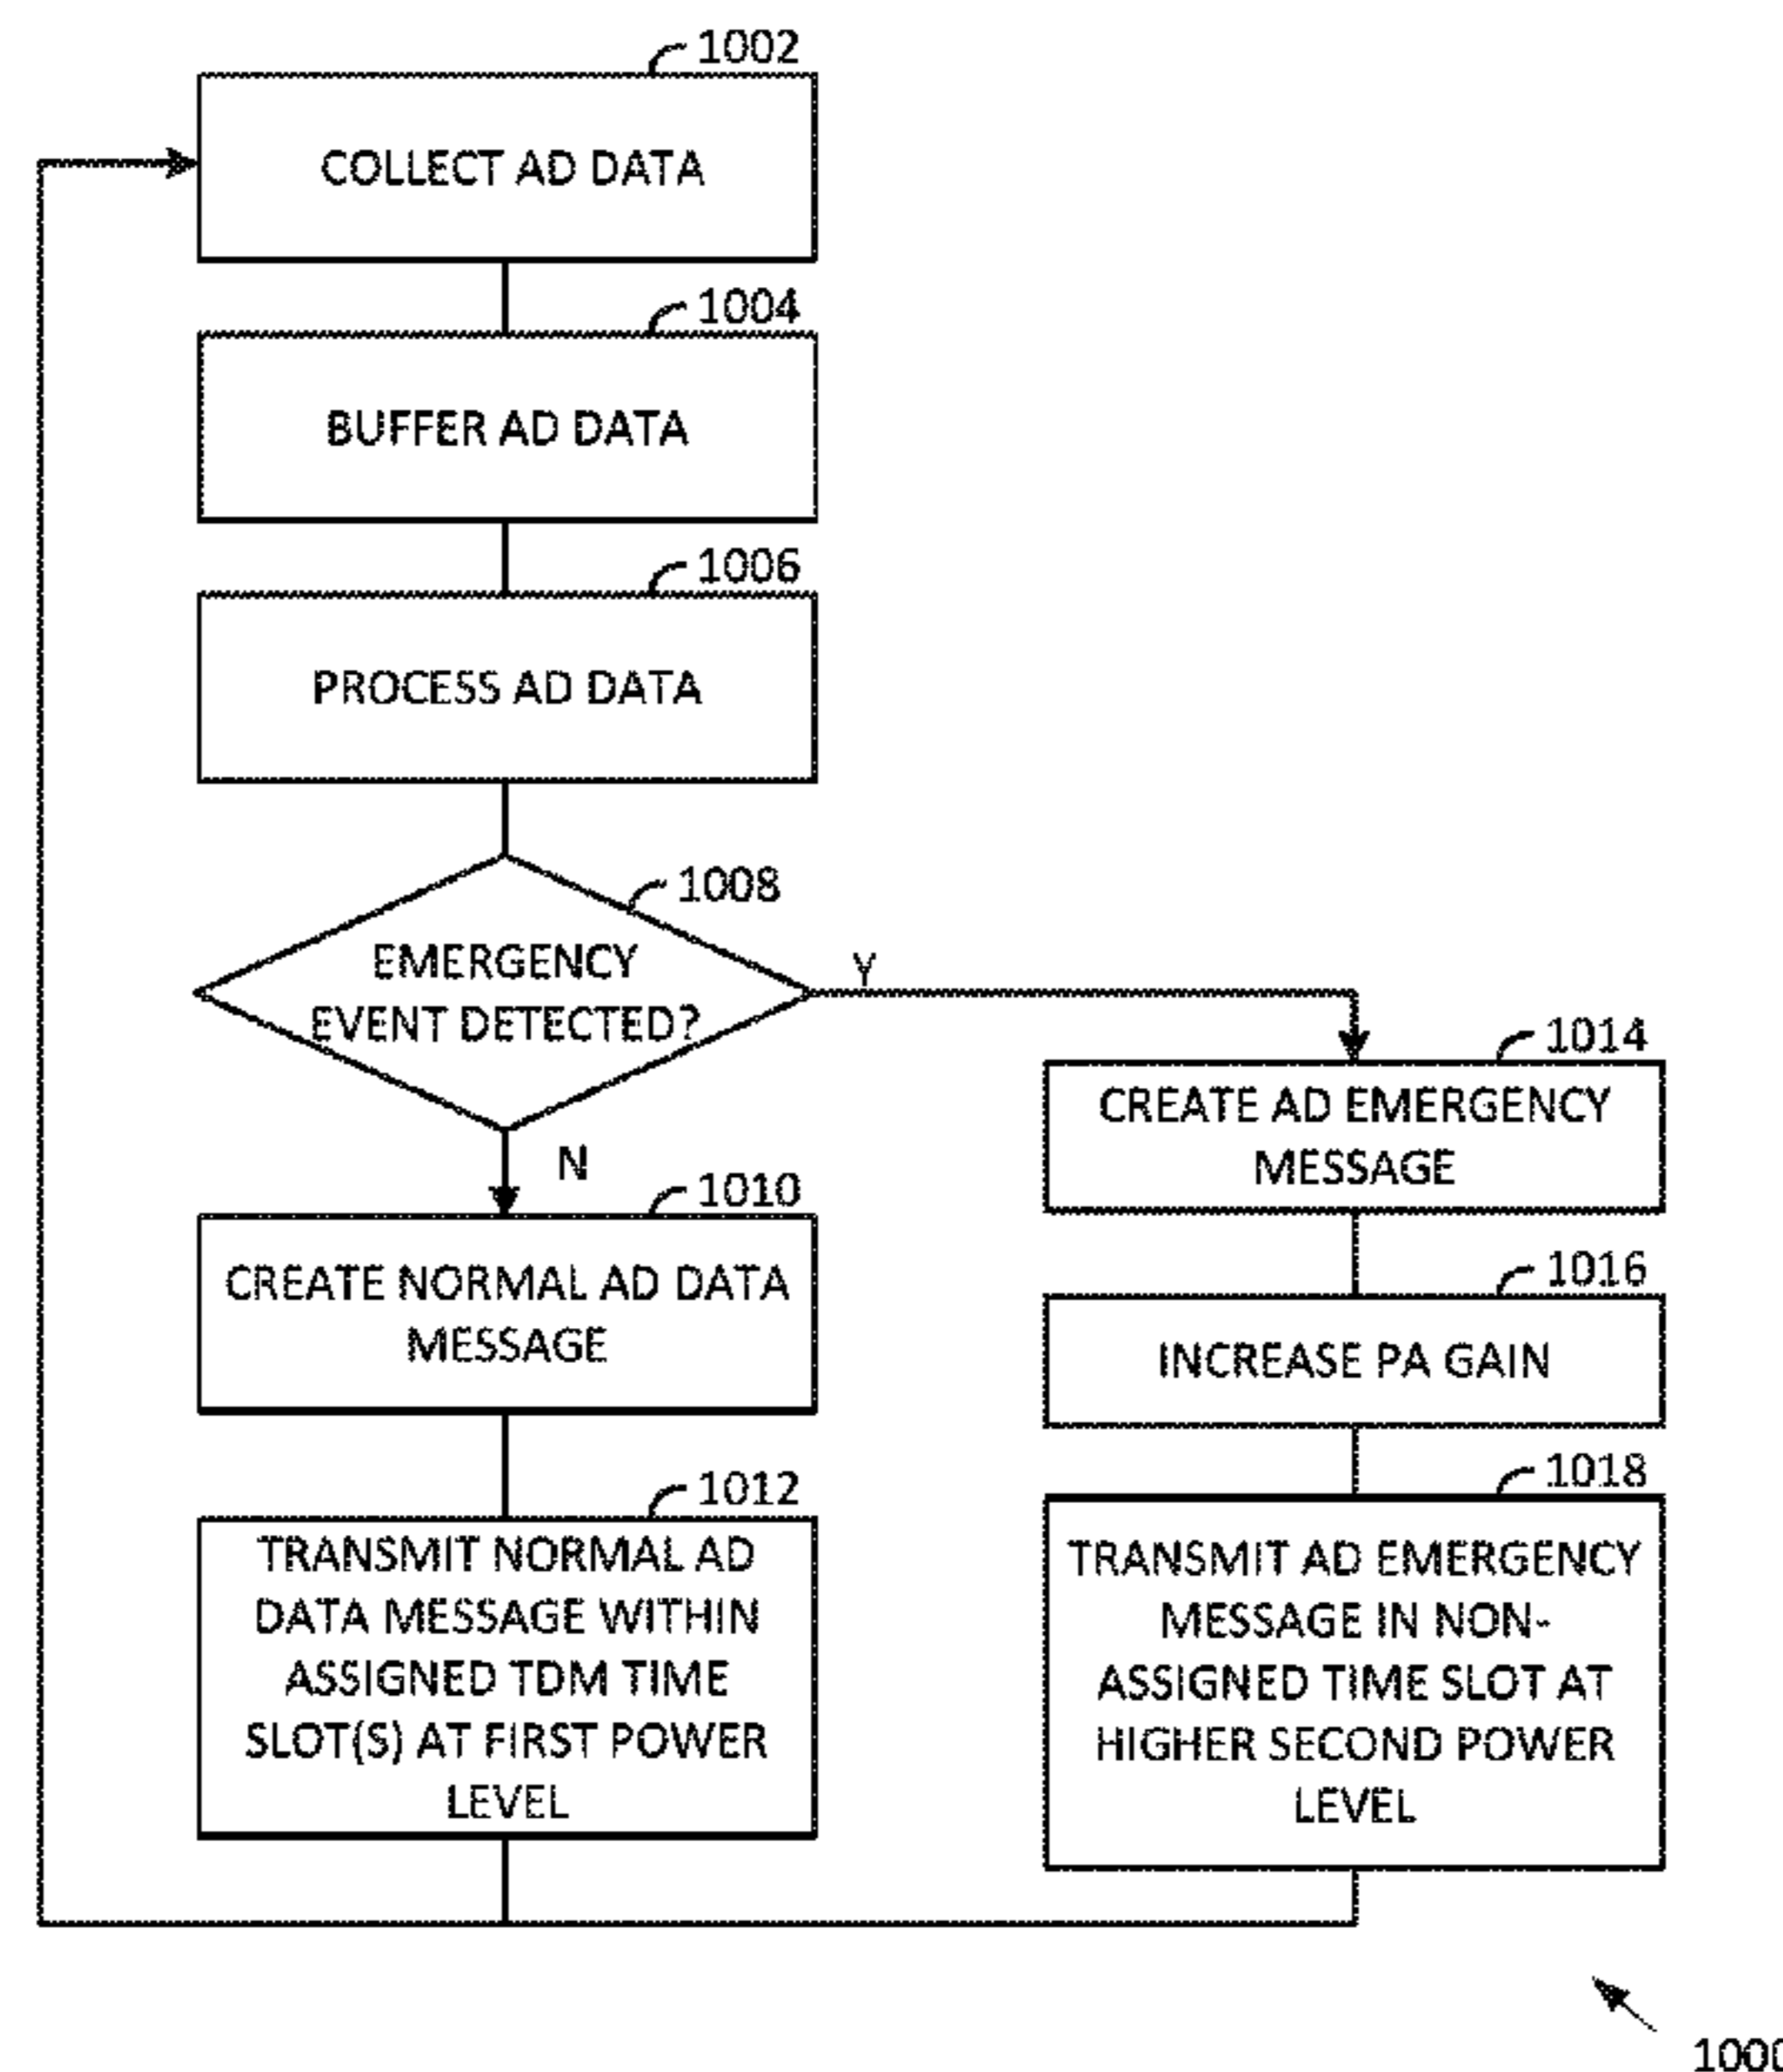 1002
COLLECT AD DATA
1004
BUFFER AD DATA
1006
PROCESS AD DATA
1008
EMERGENCY
EVENT DETECTED?
Y
N
1010
CREATE NORMAL AD DATA
MESSAGE
1012
TRANSMIT NORMAL AD
DATA MESSAGE WITHIN
ASSIGNED TDM TIME
SLOT(S) AT FIRST POWER
LEVEL
1014
CREATE AD EMERGENCY
MESSAGE
1016
INCREASE PA GAIN
1018
TRANSMIT AD EMERGENCY
MESSAGE IN NON-
ASSIGNED TIME SLOT AT
HIGHER SECOND POWER
LEVEL
1000